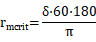 r_mcrit = δ·60·180 / π